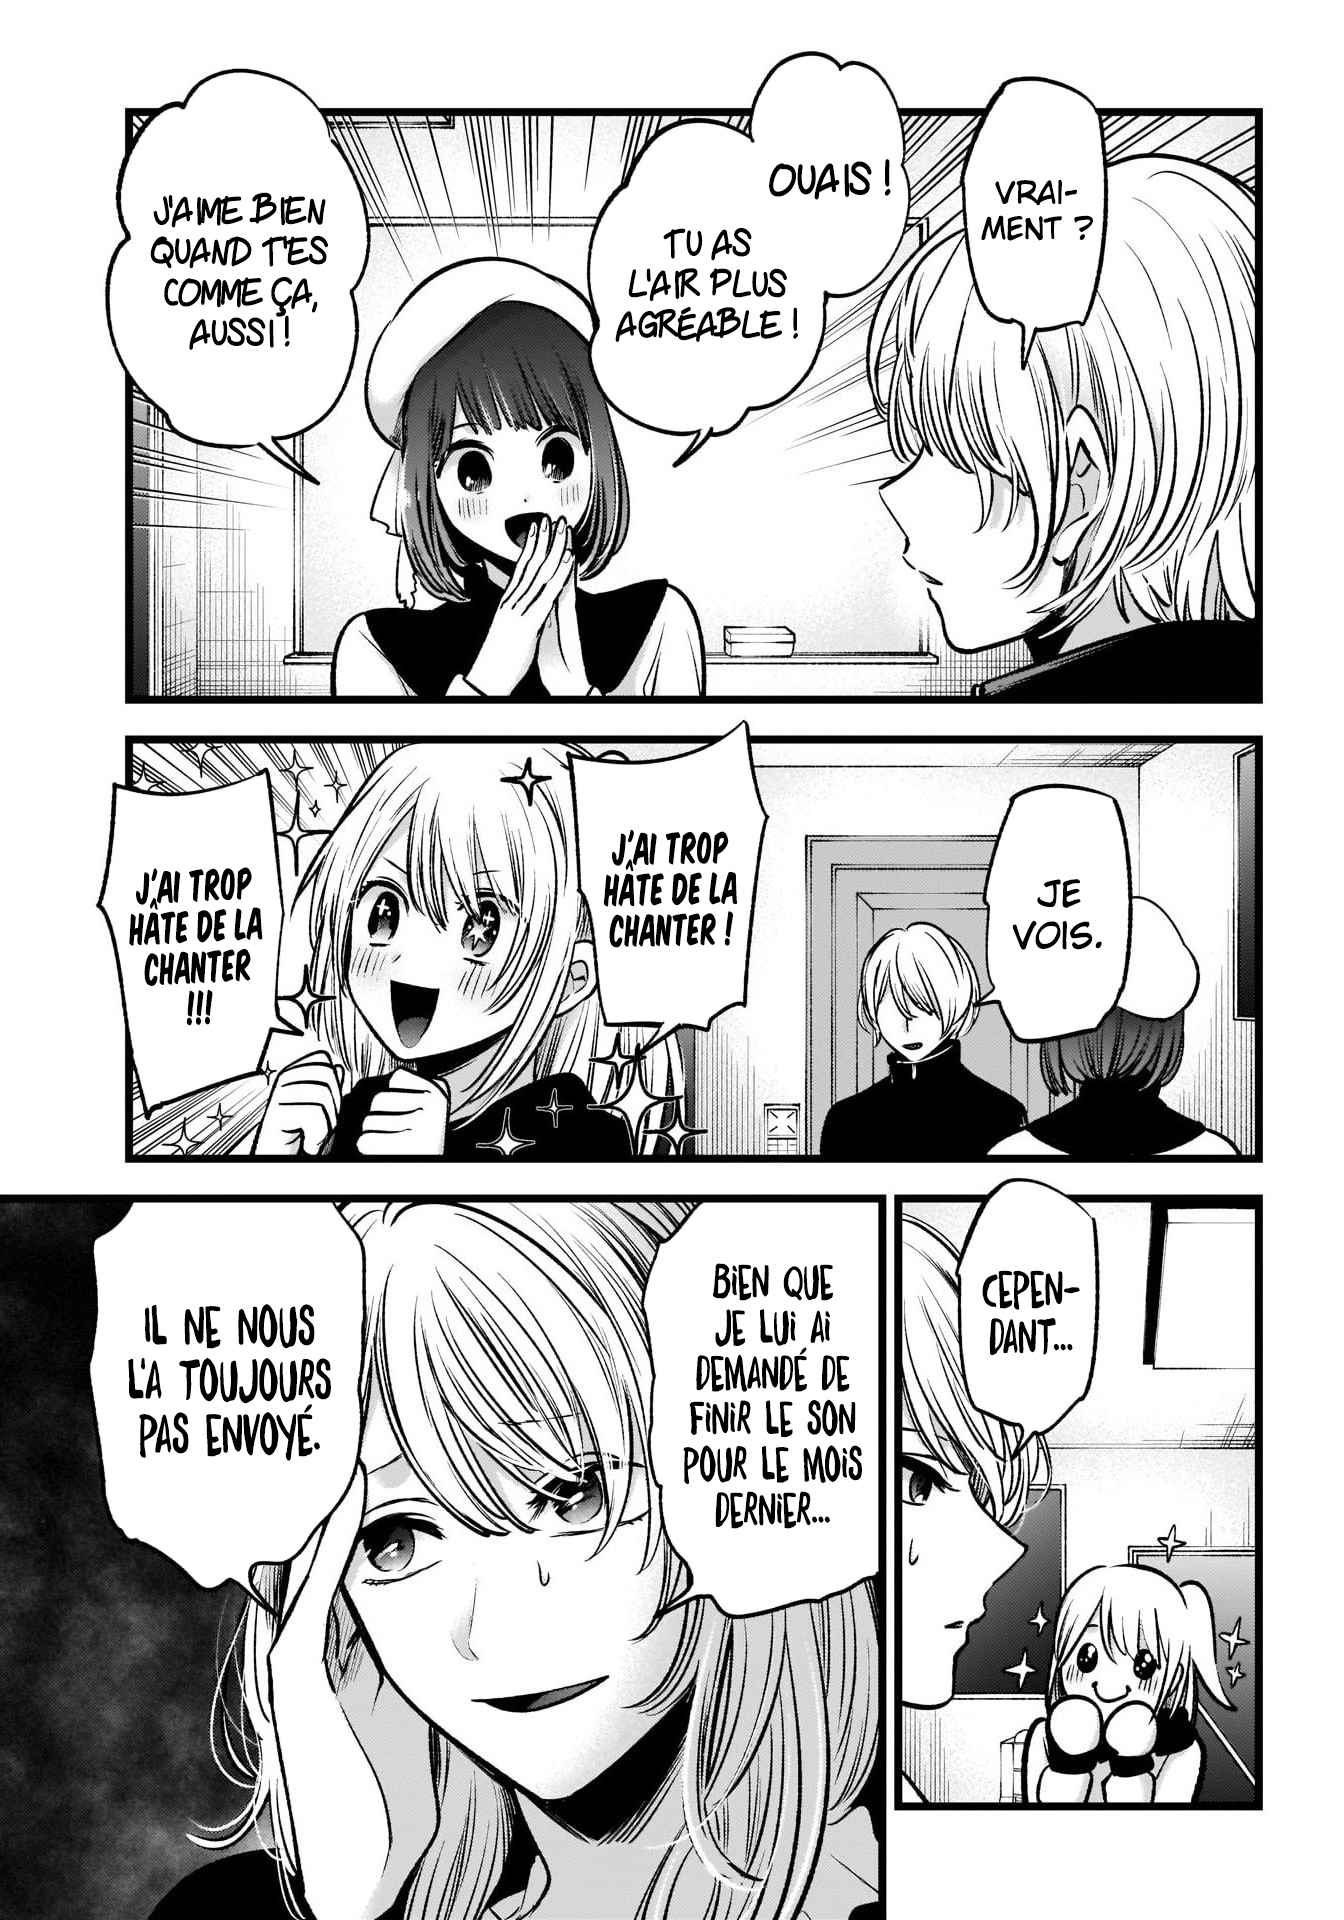 VRAI-
MENT ?
OUAIS !
TU AS
L'AIR PLUS
AGRÉABLE !
J'AIME BIEN
QUAND T'ES
COMME ÇA,
AUSSI !
JE
VOIS.
J'AI TROP
HÂTE DE LA
CHANTER !
J'AI TROP
HÂTE DE LA
CHANTER
!!!
CEPEN-
DANT...
BIEN QUE
JE LUI AI
DEMANDÉ DE
FINIR LE SON
POUR LE MOIS
DERNIER...
IL NE NOUS
L'A TOUJOURS
PAS ENVOYÉ.